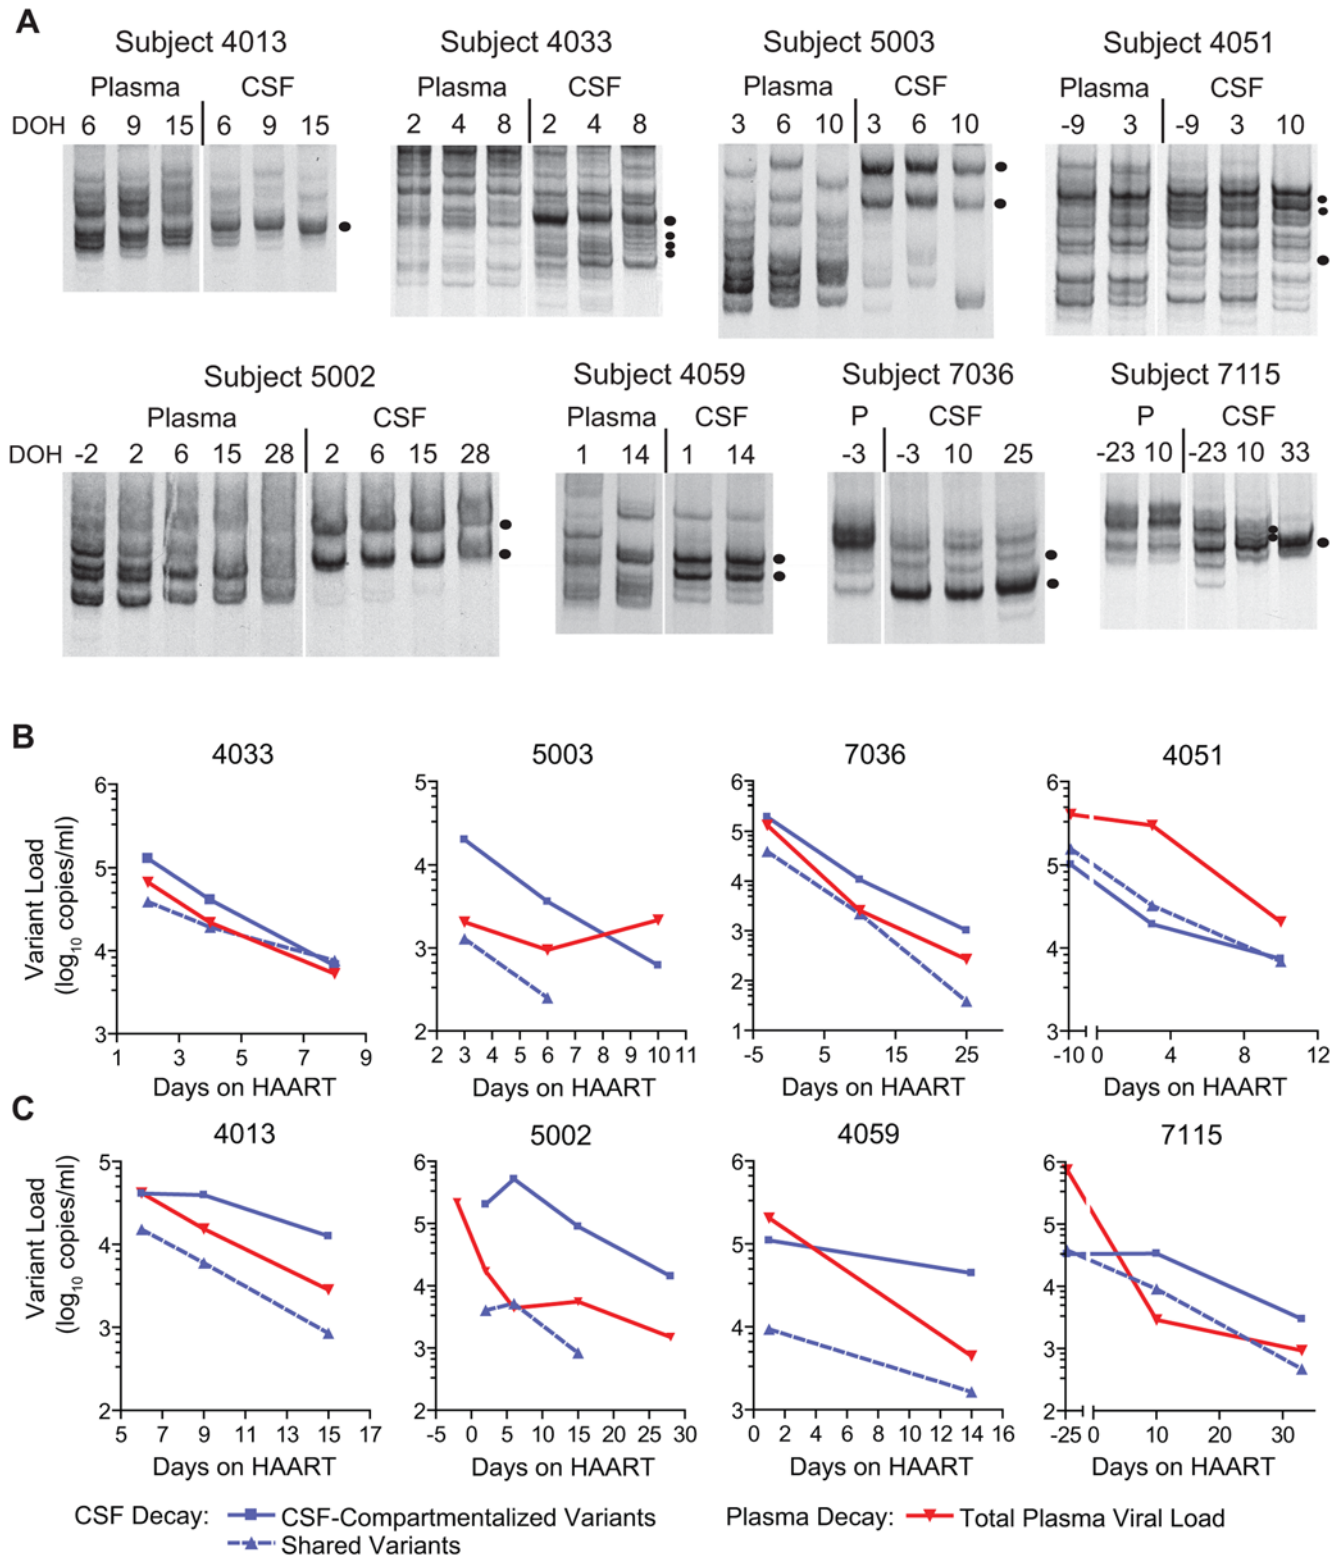 A
Subject 4013 Subject 4033 Subject 5003 Subject 4051
Plasma CSF Plasma CSF Plasma CSF Plasma CSF
DOH 6 9 15 6 9 15 2 4 8 2 4 8 3 6 10 3 6 10 -9 3 -9 3 10
Subject 5002 Subject 4059 Subject 7036 Subject 7115
Plasma CSF Plasma CSF P CSF P CSF
DOH -2 2 6 15 28 2 6 15 28 1 14 1 14 -3 -3 10 25 -23 10 -23 10 33
B
4033 5003 7036 4051
Variant Load
(log10 copies/ml)
6 5 4 3
1 3 5 7 9
Days on HAART
5 4 3 2
2 3 4 5 6 7 8 9 10 11
Days on HAART
6 5 4 3 2 1
-5 5 15 25
Days on HAART
6 5 4 3
-10 0 4 8 12
Days on HAART
C
4013 5002 4059 7115
Variant Load
(log10 copies/ml)
5 4 3 2
5 7 9 11 13 15 17
Days on HAART
6 5 4 3 2
-5 0 5 10 15 20 25 30
Days on HAART
6 5 4 3
0 2 4 6 8 10 12 14 16
Days on HAART
6 5 4 3 2
-25 0 10 20 30
Days on HAART
CSF Decay: CSF-Compartmentalized Variants Plasma Decay: Total Plasma Viral Load
Shared Variants